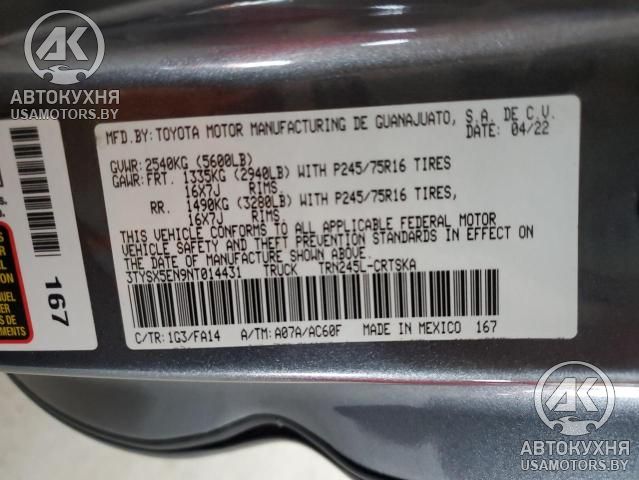 АК
АВТОКУХНЯ
USAMOTORS.BY
MFD.BY: TOYOTA MOTOR MANUFACTURING DE GUANAJUATO, S.A. DE C.V.
DATE: 04/22
GVWR: 2540KG (5600LB)
GAWR: FRT. 1335KG (2940LB) WITH P245/75R16 TIRES
16X7J RIMS.
RR. 1490KG (3280LB) WITH P245/75R16 TIRES,
16X7J RIMS.
THIS VEHICLE CONFORMS TO ALL APPLICABLE FEDERAL MOTOR
VEHICLE SAFETY AND THEFT PREVENTION STANDARDS IN EFFECT ON
THE DATE OF MANUFACTURE SHOWN ABOVE.
3TYSX5EN9NT014431 TRUCK TRN245L-CRTSKA
C/TR: 1G3/FA14 A/TM: A07A/AC60F MADE IN MEXICO 167
167
АК
АВТОКУХНЯ
USAMOTORS.BY